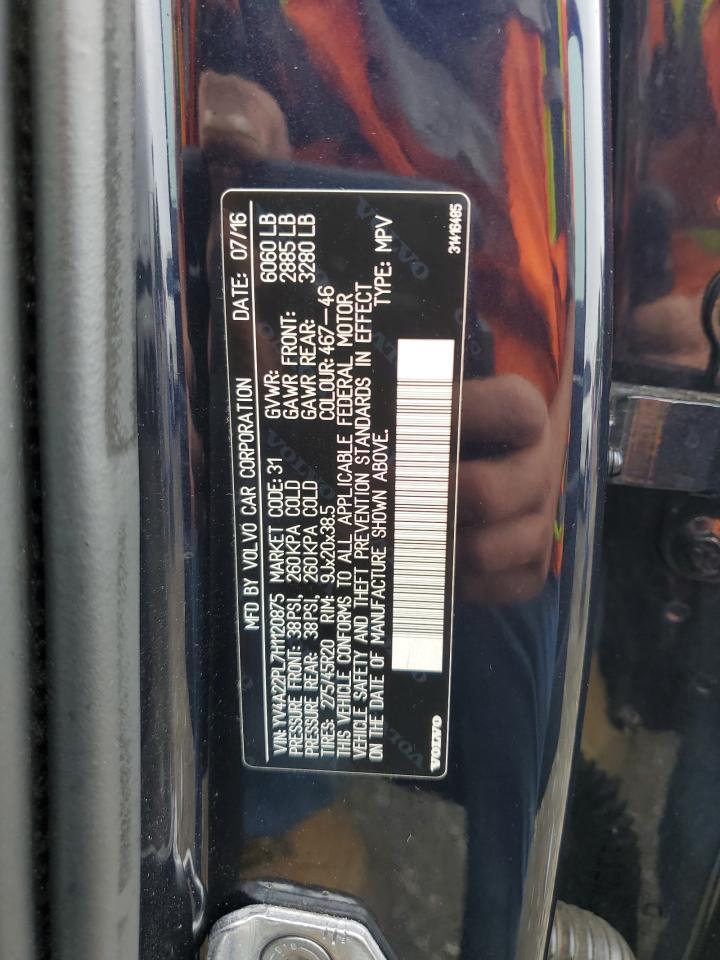 MFD BY VOLVO CAR CORPORATION DATE: 07/16
VIN: YV4A22PL7H1120875 MARKET CODE: 31 GVWR: 6060 LB
PRESSURE FRONT: 38PSI, 260KPA COLD GAWR FRONT: 2885 LB
PRESSURE REAR: 38PSI, 260KPA COLD GAWR REAR: 3280 LB
TIRES: 275/45R20 RIM: 9Jx20x38.5 COLOUR: 467-46
THIS VEHICLE CONFORMS TO ALL APPLICABLE FEDERAL MOTOR
VEHICLE SAFETY AND THEFT PREVENTION STANDARDS IN EFFECT
ON THE DATE OF MANUFACTURE SHOWN ABOVE. TYPE: MPV
VOLVO 31416485